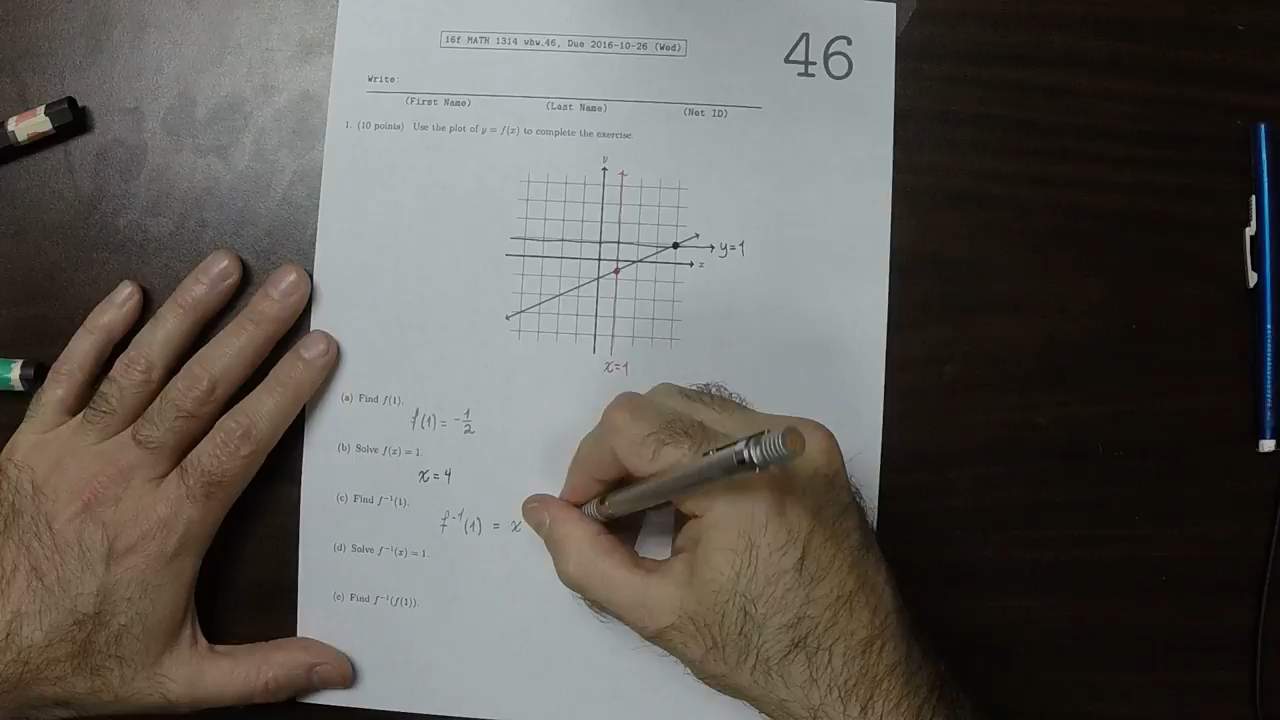 16f MATH 1314 whw.46, Due 2016-10-26 (Wed)
46
Write:
(First Name) (Last Name) (Net ID)
1. (10 points) Use the plot of y = f(x) to complete the exercise.
y
y=1
x
x=1
(a) Find f(1).
f(1) = -1/2
(b) Solve f(x) = 1.
x = 4
(c) Find f⁻¹(1).
f⁻¹(1) = x
(d) Solve f⁻¹(x) = 1.
(e) Find f⁻¹(f(1)).